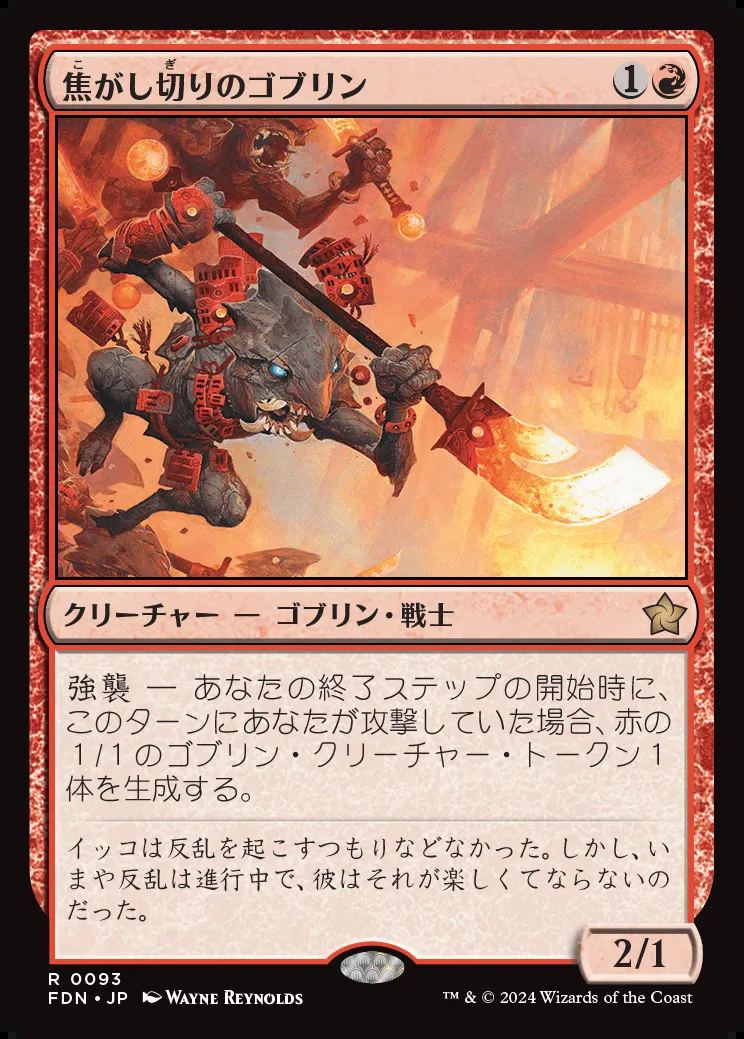 焦がし切りのゴブリン 1
こ ぎ
クリーチャー — ゴブリン・戦士
強襲 — あなたの終了ステップの開始時に、
このターンにあなたが攻撃していた場合、赤の
1/1のゴブリン・クリーチャー・トークン1
体を生成する。
イッコは反乱を起こすつもりなどなかった。しかし、い
まや反乱は進行中で、彼はそれが楽しくてならないの
だった。
2/1
R 0093
FDN • JP WAYNE REYNOLDS
™ & © 2024 Wizards of the Coast